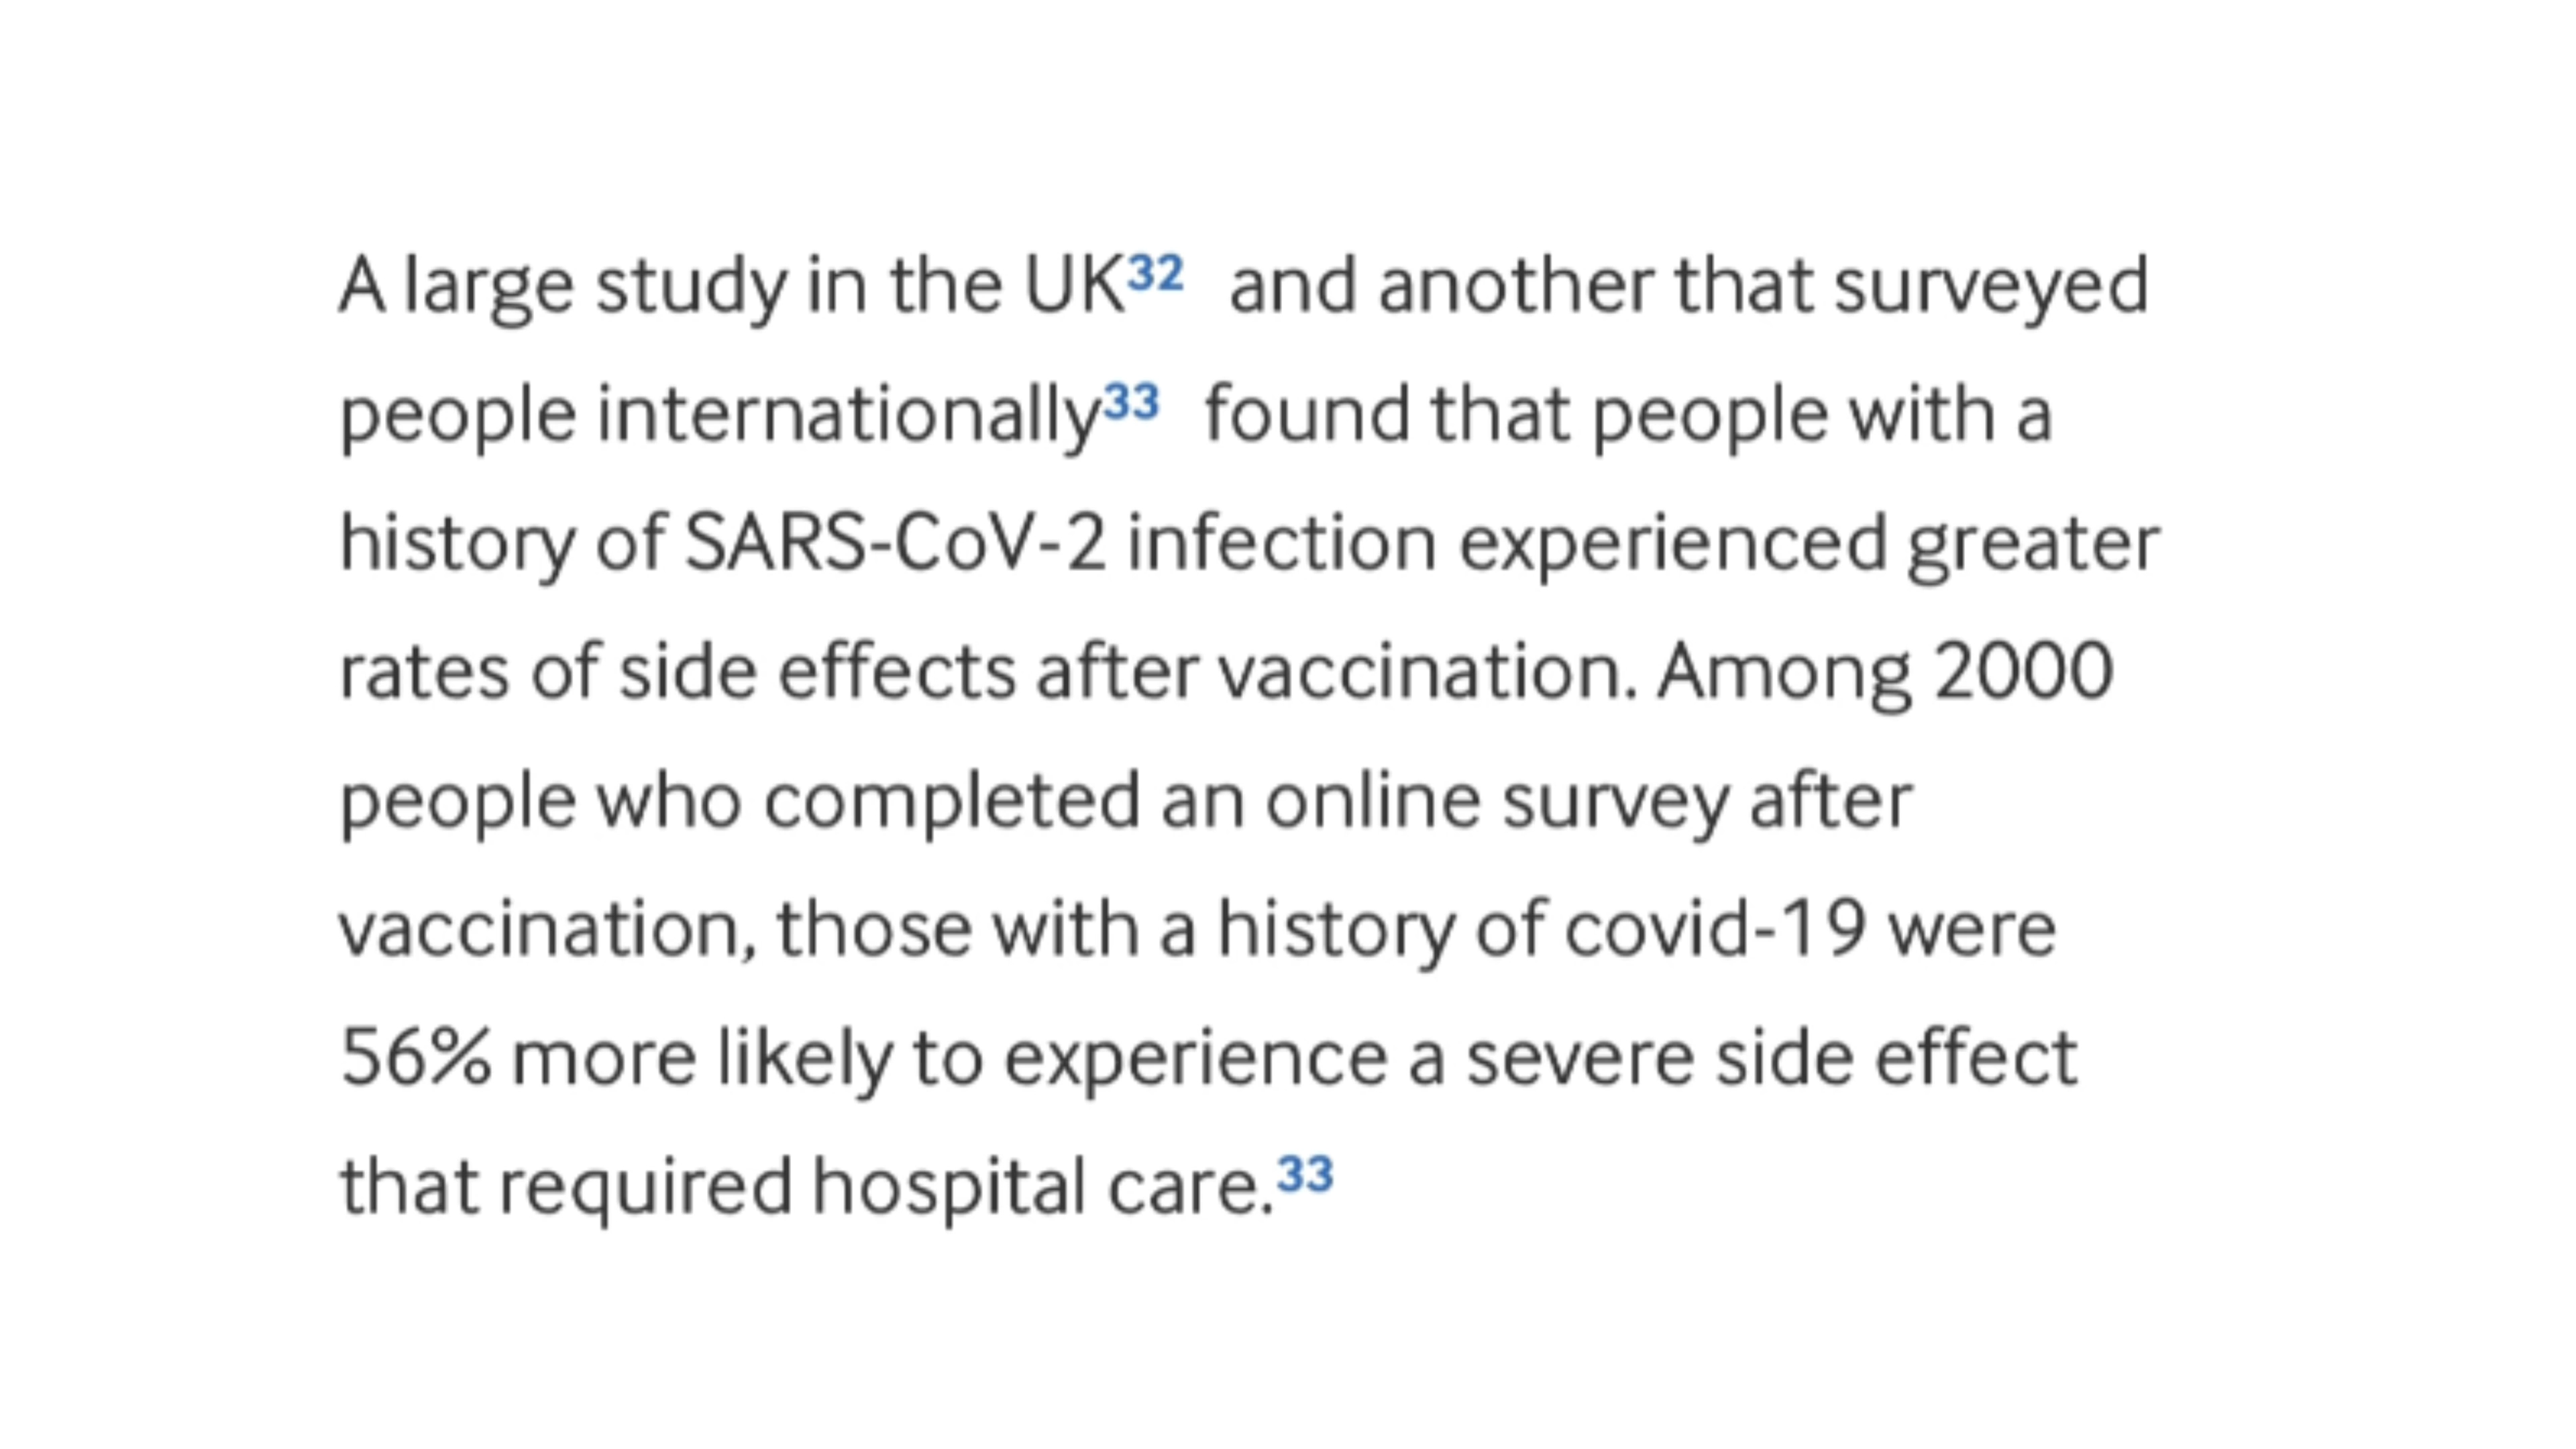 A large study in the UK32 and another that surveyed
people internationally33 found that people with a
history of SARS-CoV-2 infection experienced greater
rates of side effects after vaccination. Among 2000
people who completed an online survey after
vaccination, those with a history of covid-19 were
56% more likely to experience a severe side effect
that required hospital care.33